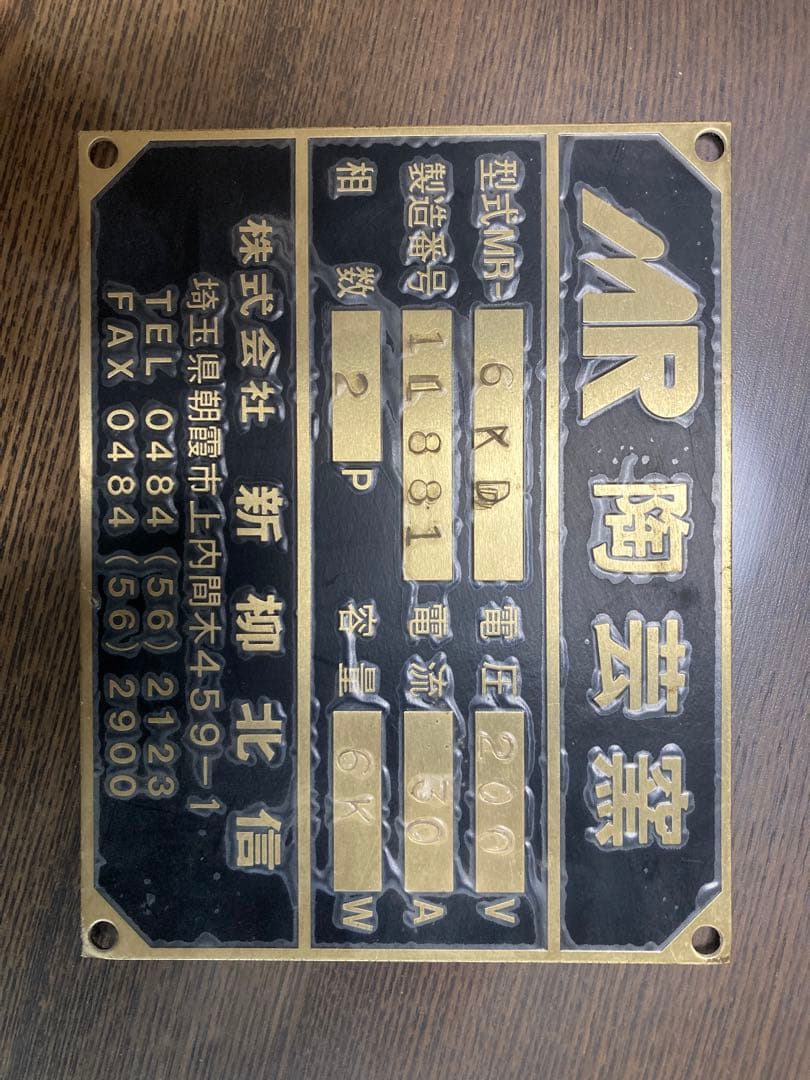 MR 陶芸窯
型式MR- 6KD 電圧 200 V
製造番号 11881 電流 30 A
相数 2 P 容量 6K W
株式会社 新柳北信
埼玉県朝霞市上内間木459-1
TEL 0484 (56) 2123
FAX 0484 (56) 2900